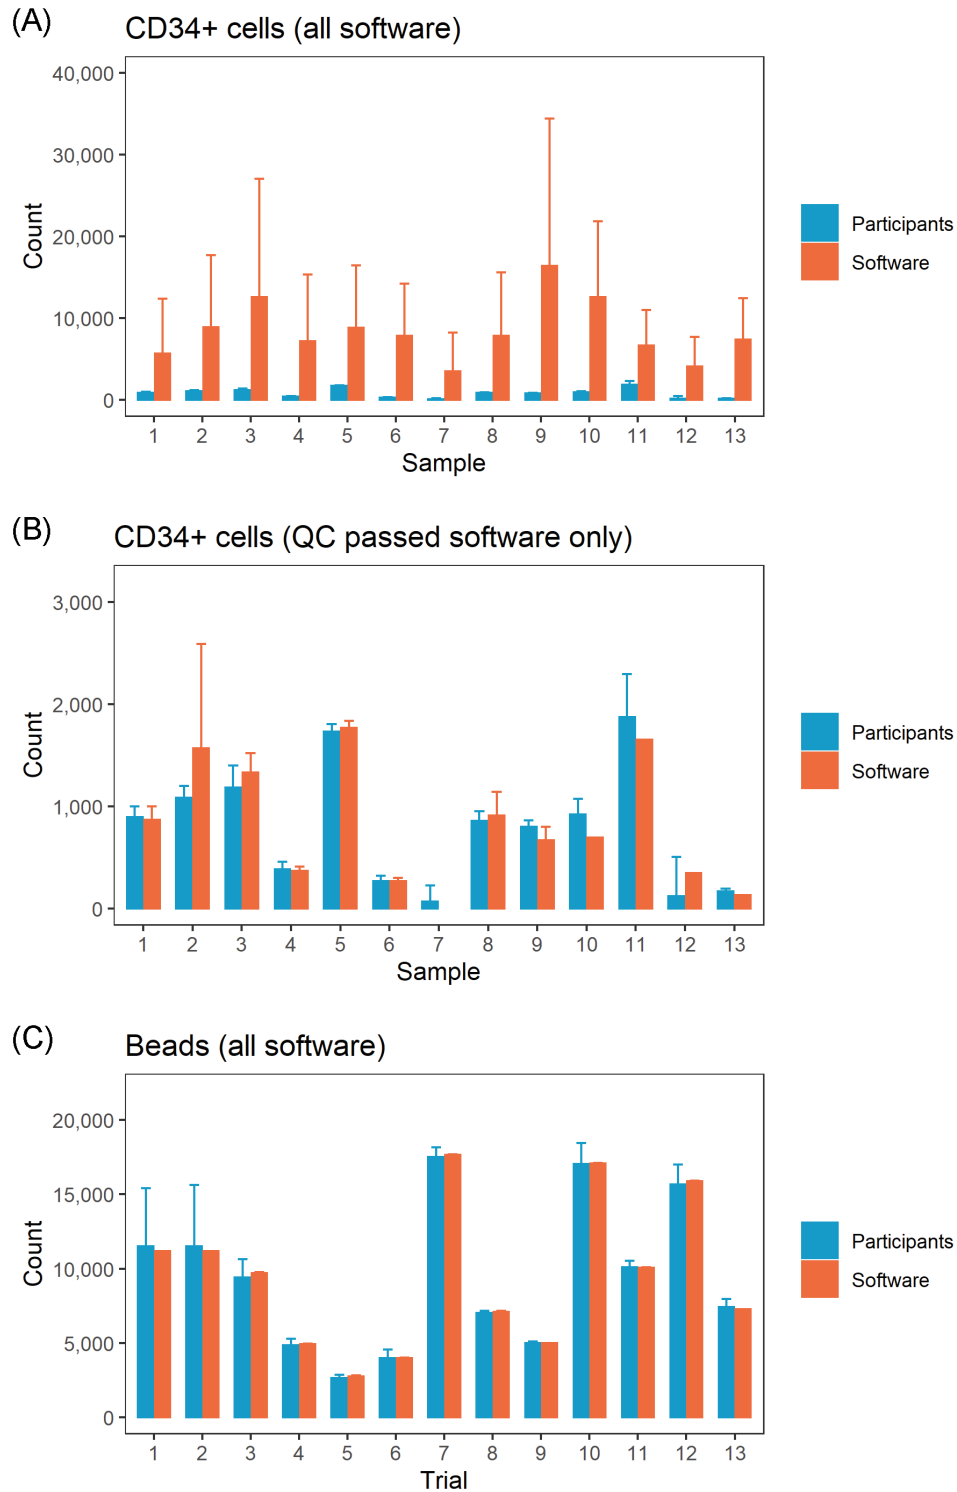 (A)
CD34+ cells (all software)
40,000
30,000
20,000
10,000
0
Count
1 2 3 4 5 6 7 8 9 10 11 12 13
Sample
Participants
Software
(B)
CD34+ cells (QC passed software only)
3,000
2,000
1,000
0
Count
1 2 3 4 5 6 7 8 9 10 11 12 13
Sample
Participants
Software
(C)
Beads (all software)
20,000
15,000
10,000
5,000
0
Count
1 2 3 4 5 6 7 8 9 10 11 12 13
Trial
Participants
Software